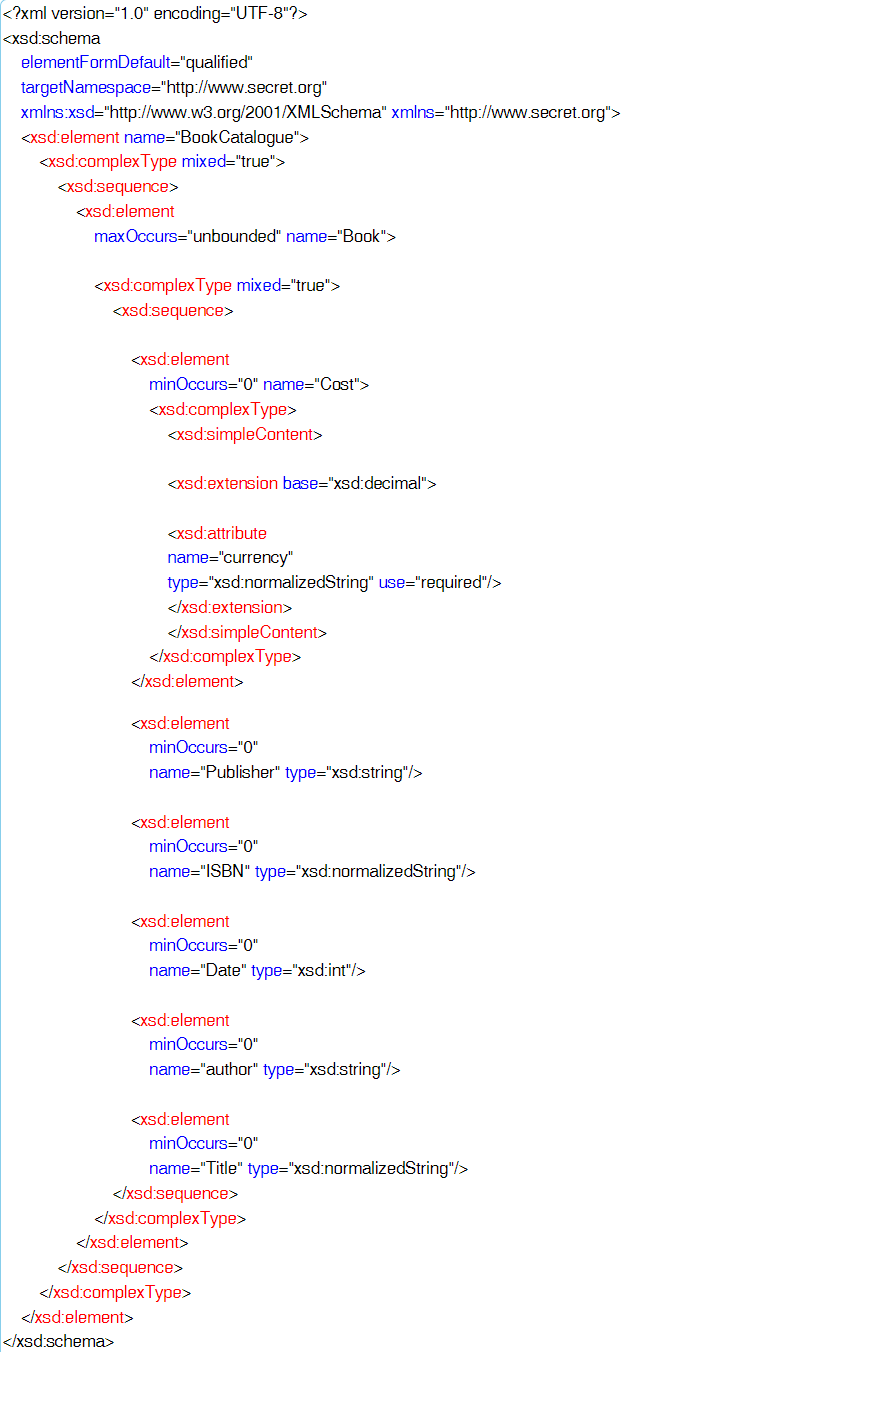 <?xml version="1.0" encoding="UTF-8"?>
<xsd:schema
elementFormDefault="qualified"
targetNamespace="http://www.secret.org"
xmlns:xsd="http://www.w3.org/2001/XMLSchema" xmlns="http://www.secret.org">
<xsd:element name="BookCatalogue">
<xsd:complexType mixed="true">
<xsd:sequence>
<xsd:element
maxOccurs="unbounded" name="Book">
<xsd:complexType mixed="true">
<xsd:sequence>
<xsd:element
minOccurs="0" name="Cost">
<xsd:complexType>
<xsd:simpleContent>
<xsd:extension base="xsd:decimal">
<xsd:attribute
name="currency"
type="xsd:normalizedString" use="required"/>
</xsd:extension>
</xsd:simpleContent>
</xsd:complexType>
</xsd:element>
<xsd:element
minOccurs="0"
name="Publisher" type="xsd:string"/>
<xsd:element
minOccurs="0"
name="ISBN" type="xsd:normalizedString"/>
<xsd:element
minOccurs="0"
name="Date" type="xsd:int"/>
<xsd:element
minOccurs="0"
name="author" type="xsd:string"/>
<xsd:element
minOccurs="0"
name="Title" type="xsd:normalizedString"/>
</xsd:sequence>
</xsd:complexType>
</xsd:element>
</xsd:sequence>
</xsd:complexType>
</xsd:element>
</xsd:schema>